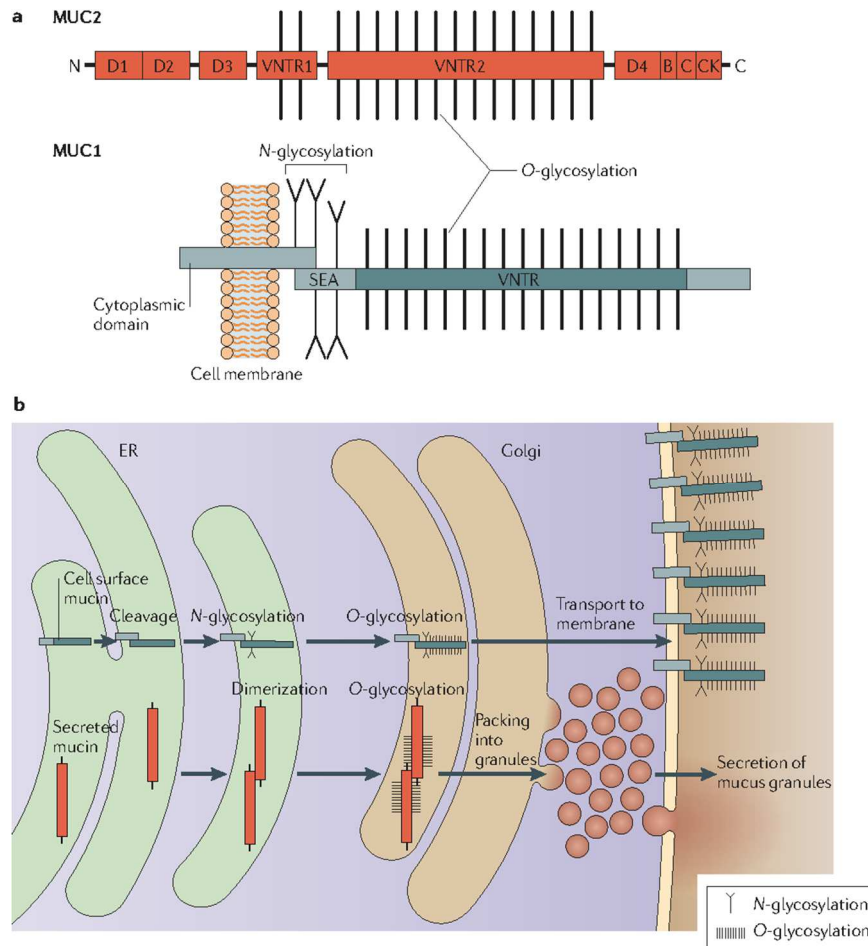 a
MUC2
N
D1
D2
D3
VNTR1
VNTR2
D4
B
C
CK
C
MUC1
N-glycosylation
O-glycosylation
SEA
VNTR
Cytoplasmic
domain
Cell membrane
b
ER
Golgi
Cell surface
mucin
Cleavage
N-glycosylation
O-glycosylation
Transport to
membrane
Secreted
mucin
Dimerization
O-glycosylation
Packing
into
granules
Secretion of
mucus granules
N-glycosylation
O-glycosylation